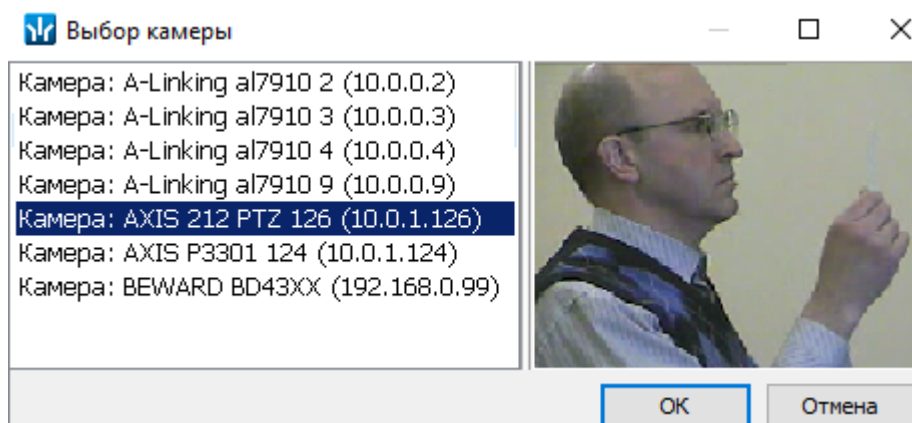 Выбор камеры
Камера: A-Linking al7910 2 (10.0.0.2)
Камера: A-Linking al7910 3 (10.0.0.3)
Камера: A-Linking al7910 4 (10.0.0.4)
Камера: A-Linking al7910 9 (10.0.0.9)
Камера: AXIS 212 PTZ 126 (10.0.1.126)
Камера: AXIS P3301 124 (10.0.1.124)
Камера: BEWARD BD43XX (192.168.0.99)
OK
Отмена